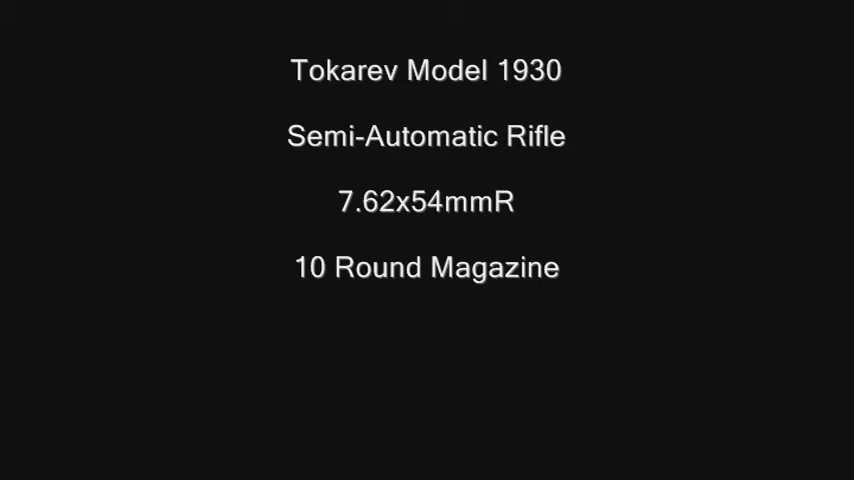 Tokarev Model 1930
Semi-Automatic Rifle
7.62x54mmR
10 Round Magazine